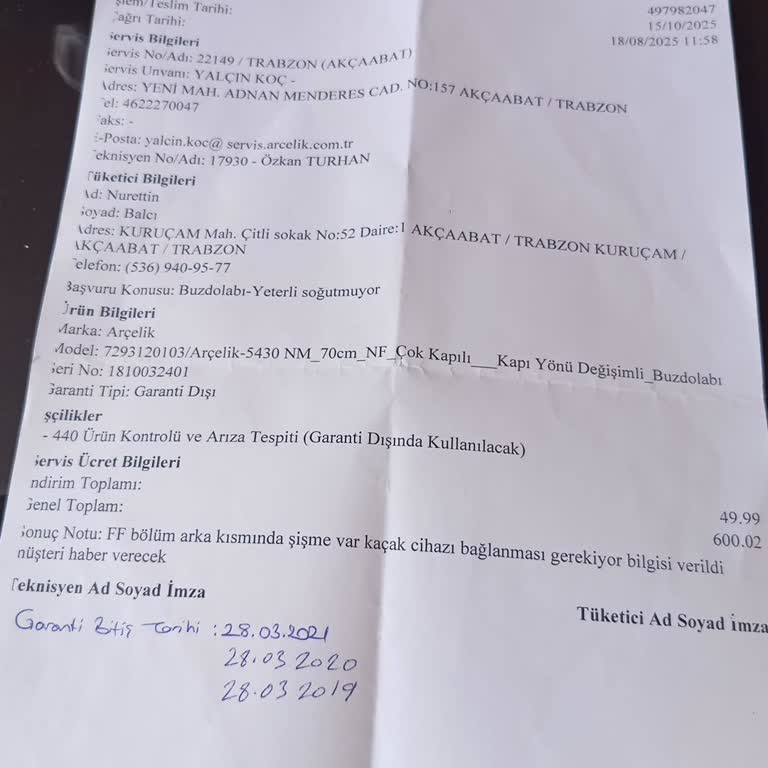 şlem/Teslim Tarihi:
497982047
Çağrı Tarihi:
15/10/2025
Servis Bilgileri
18/08/2025 11:58
Servis No/Adı: 22149 / TRABZON (AKÇAABAT)
Servis Unvanı: YALÇIN KOÇ -
Adres: YENİ MAH. ADNAN MENDERES CAD. NO:157 AKÇAABAT / TRABZON
Tel: 4622270047
Faks: -
E-Posta: yalcin.koc@ servis.arcelik.com.tr
Teknisyen No/Adı: 17930 - Özkan TURHAN
Tüketici Bilgileri
Ad: Nurettin
Soyad: Balcı
Adres: KURUÇAM Mah. Çitli sokak No:52 Daire:1 AKÇAABAT / TRABZON KURUÇAM /
AKÇAABAT / TRABZON
Telefon: (536) 940-95-77
Başvuru Konusu: Buzdolabı-Yeterli soğutmuyor
Ürün Bilgileri
Marka: Arçelik
Model: 7293120103/Arçelik-5430 NM_70cm_NF_Çok Kapılı___Kapı Yönü Değişimli_Buzdolabı
Seri No: 1810032401
Garanti Tipi: Garanti Dışı
şçilikler
- 440 Ürün Kontrolü ve Arıza Tespiti (Garanti Dışında Kullanılacak)
Servis Ücret Bilgileri
ndirim Toplamı:
49.99
Genel Toplam:
600.02
Sonuç Notu: FF bölüm arka kısmında şişme var kaçak cihazı bağlanması gerekiyor bilgisi verildi
müşteri haber verecek
Teknisyen Ad Soyad İmza
Tüketici Ad Soyad İmza
Garanti Bitiş Tarihi : 28.03.2021
28.03 2020
28.03 2019